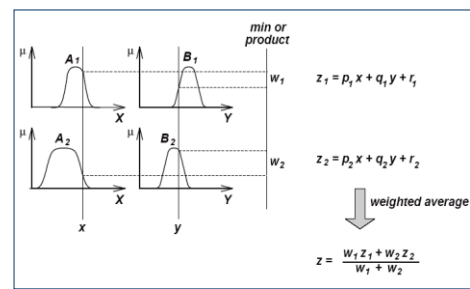 min or
product
μ
A₁
X
μ
B₁
Y
w₁
z₁ = p₁ x + q₁ y + r₁
μ
A₂
X
μ
B₂
Y
w₂
z₂ = p₂ x + q₂ y + r₂
x
y
weighted average
z = w₁ z₁ + w₂ z₂
w₁ + w₂